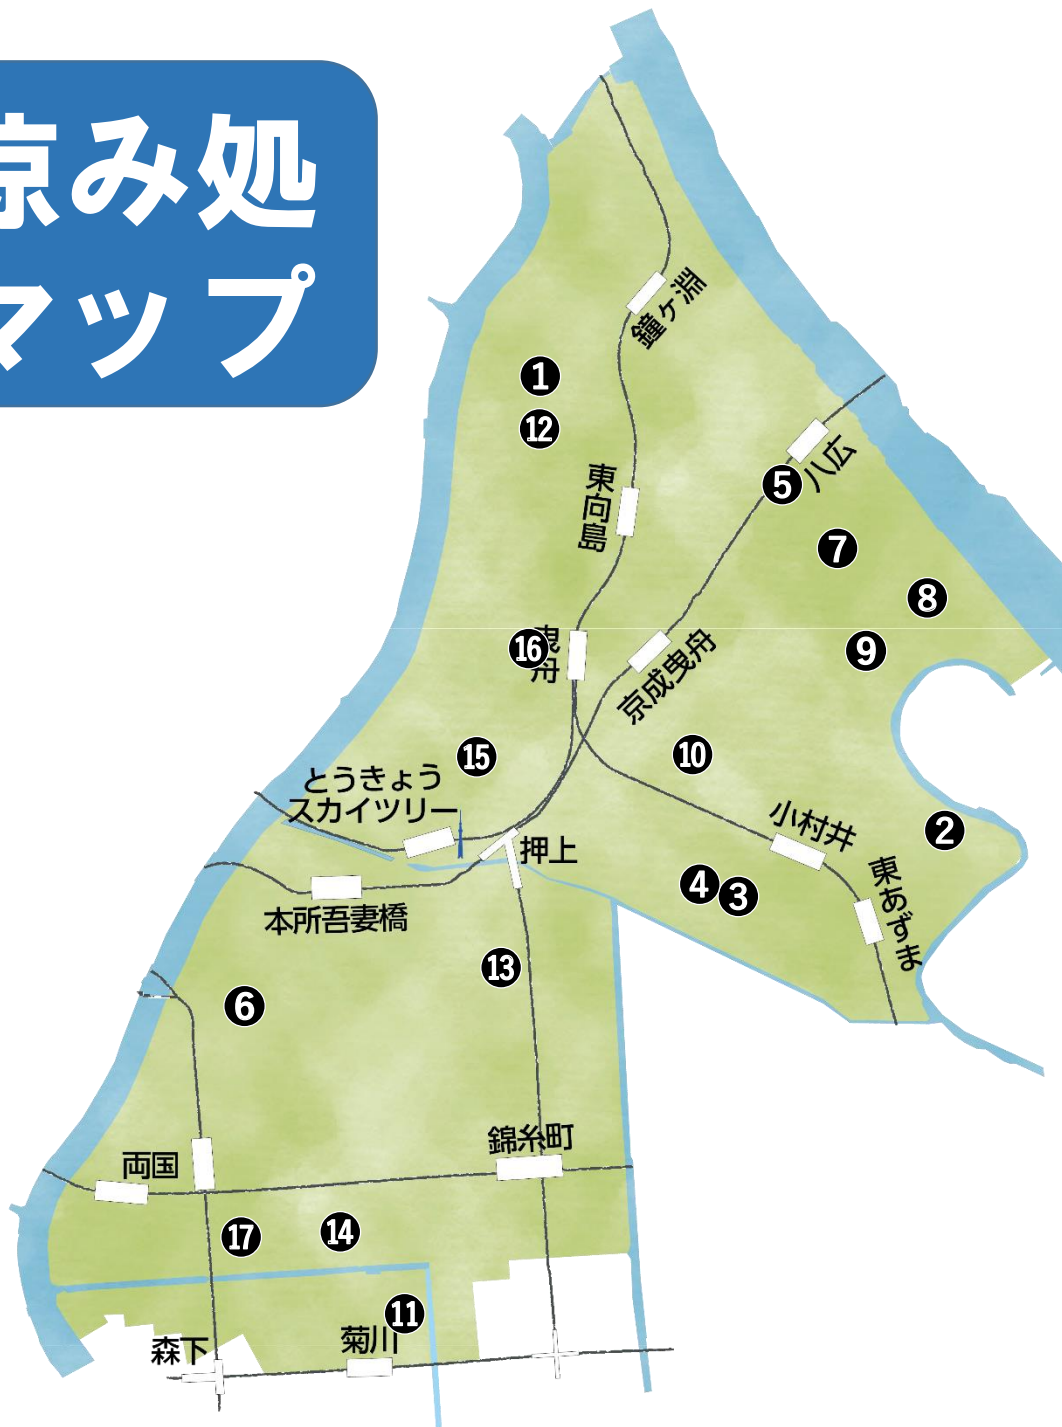 涼み処
マップ
鐘ヶ淵
1
12
八広
5
東向島
7
8
9
16
曳舟
京成曳舟
10
15
とうきょう
スカイツリー
小村井
2
押上
4
3
東あずま
本所吾妻橋
13
6
錦糸町
両国
17
14
11
菊川
森下